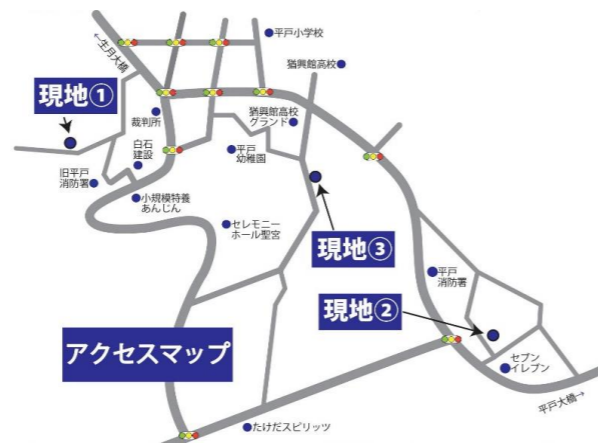 平戸小学校
←生月大橋
猶興館高校
現地①
裁判所
猶興館高校
グランド
白石
建設
平戸
幼稚園
旧平戸
消防署
小規模特養
あんじん
セレモニー
ホール聖宮
現地③
平戸
消防署
現地②
アクセスマップ
セブン
イレブン
平戸大橋→
たけだスピリッツ